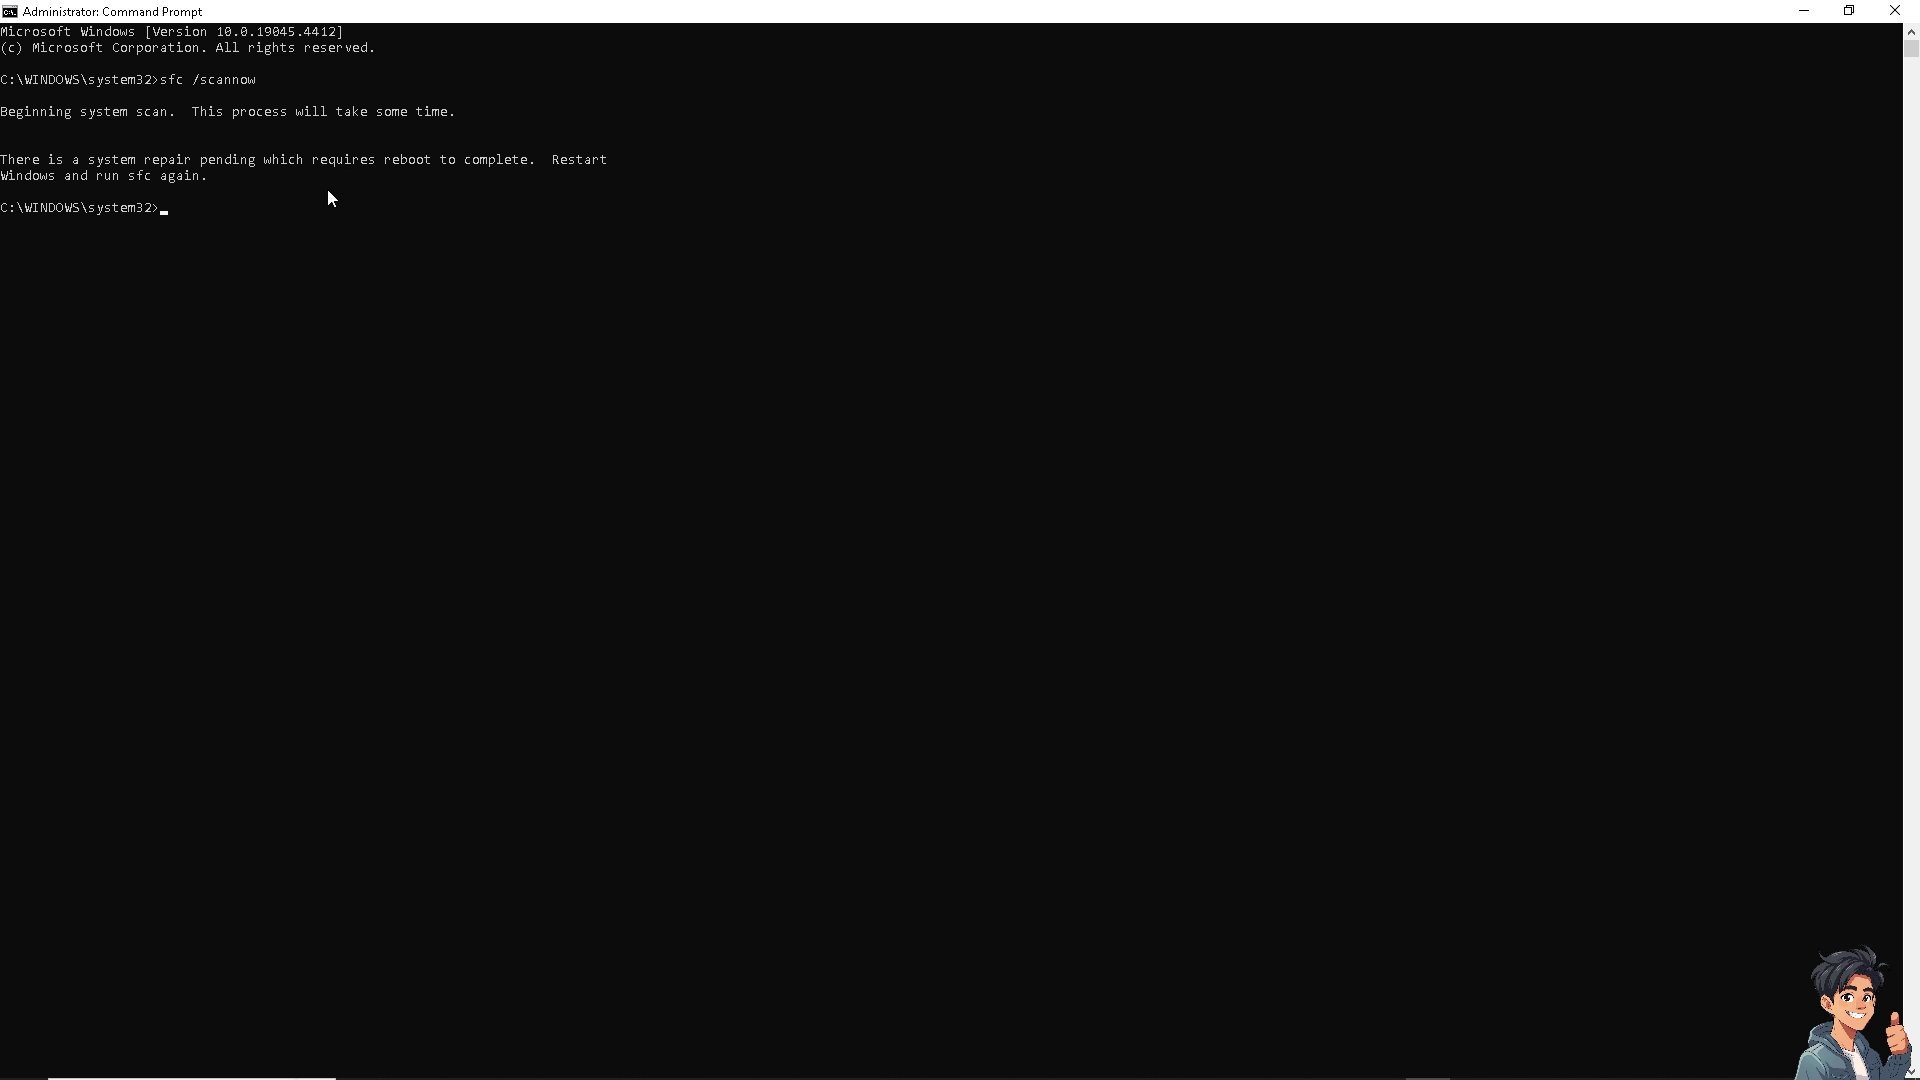 Administrator: Command Prompt
Microsoft Windows [Version 10.0.19045.4412]
(c) Microsoft Corporation. All rights reserved.
C:\WINDOWS\system32>sfc /scannow
Beginning system scan.  This process will take some time.
There is a system repair pending which requires reboot to complete.  Restart
Windows and run sfc again.
C:\WINDOWS\system32>